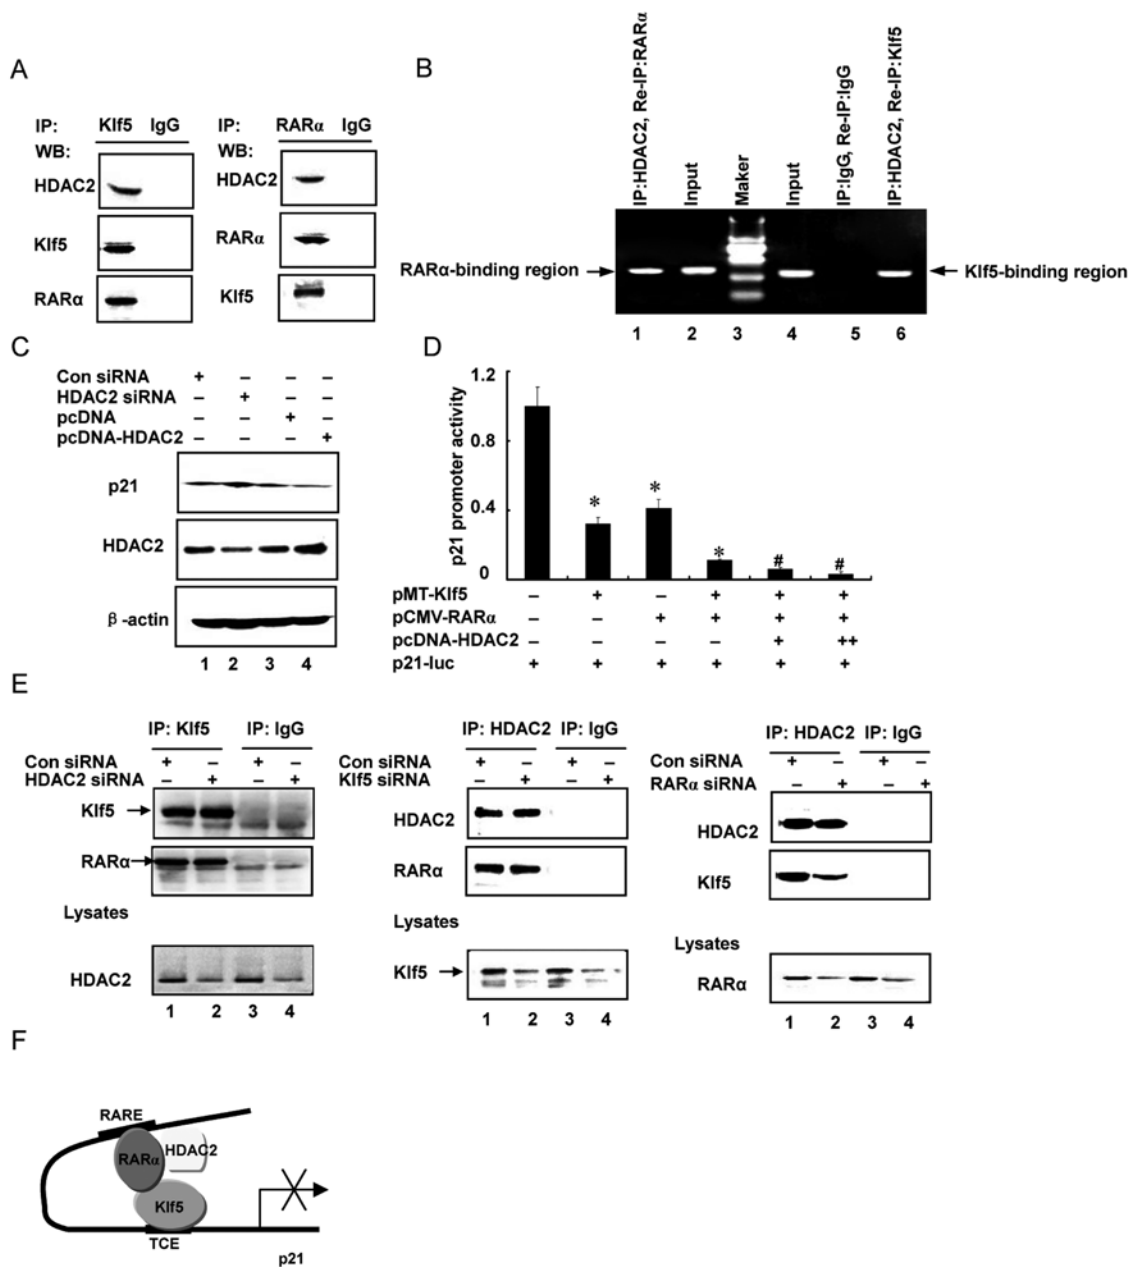 A
IP: Klf5 IgG
WB:
HDAC2
Klf5
RARα
IP: RARα IgG
WB:
HDAC2
RARα
Klf5
B
IP:HDAC2, Re-IP:RARα
Input
Maker
Input
IP:IgG, Re-IP:IgG
IP:HDAC2, Re-IP:Klf5
RARα-binding region
Klf5-binding region
1 2 3 4 5 6
C
Con siRNA + – – –
HDAC2 siRNA – + – –
pcDNA – – + –
pcDNA-HDAC2 – – – +
p21
HDAC2
β-actin
1 2 3 4
D
p21 promoter activity
1.2
0.8
0.4
0
* * * # #
pMT-Klf5 – + – + + +
pCMV-RARα – – + + + +
pcDNA-HDAC2 – – – – + ++
p21-luc + + + + + +
E
IP: Klf5 IP: IgG
Con siRNA + – + –
HDAC2 siRNA – + – +
Klf5
RARα
Lysates
HDAC2
1 2 3 4
IP: HDAC2 IP: IgG
Con siRNA + – + –
Klf5 siRNA – + – +
HDAC2
RARα
Lysates
Klf5
1 2 3 4
IP: HDAC2 IP: IgG
Con siRNA + – + –
RARα siRNA – + – +
HDAC2
Klf5
Lysates
RARα
1 2 3 4
F
RARE
RARα
HDAC2
Klf5
TCE
p21